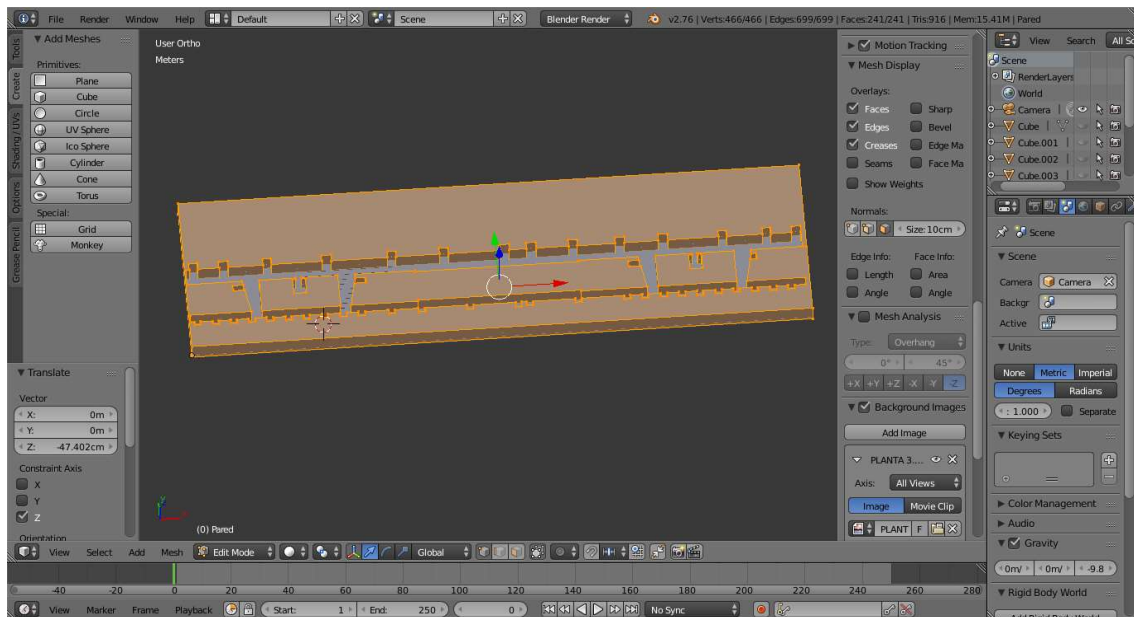 File Render Window Help Default Scene Blender Render v2.76 | Verts:466/466 | Edges:699/699 | Faces:241/241 | Tris:916 | Mem:15.41M | Pared
Tools
Create
Shading/UVs
Options
Grease Pencil
Add Meshes
Primitives:
Plane
Cube
Circle
UV Sphere
Ico Sphere
Cylinder
Cone
Torus
Special:
Grid
Monkey
Translate
Vector
X: 0m
Y: 0m
Z: -47.402cm
Constraint Axis
X
Y
Z
Orientation
User Ortho
Meters
(0) Pared
Motion Tracking
Mesh Display
Overlays:
Faces Sharp
Edges Bevel
Creases Edge Ma
Seams Face Ma
Show Weights
Normals:
Size: 10cm
Edge Info: Face Info:
Length Area
Angle Angle
Mesh Analysis
Type: Overhang
0° 45°
+X +Y +Z -X -Y -Z
Background Images
Add Image
PLANTA 3....
Axis: All Views
Image Movie Clip
PLANT F
View Search All Sc
Scene
RenderLayers
World
Camera
Cube
Cube.001
Cube.002
Cube.003
Scene
Scene
Camera Camera
Backgr
Active
Units
None Metric Imperial
Degrees Radians
: 1.000 Separate
Keying Sets
Color Management
Audio
Gravity
0m/ 0m/ -9.8
Rigid Body World
Add Rigid Body World
View Select Add Mesh Edit Mode Global
-40 -20 0 20 40 60 80 100 120 140 160 180 200 220 240 260 280
View Marker Frame Playback Start: 1 End: 250 0 No Sync